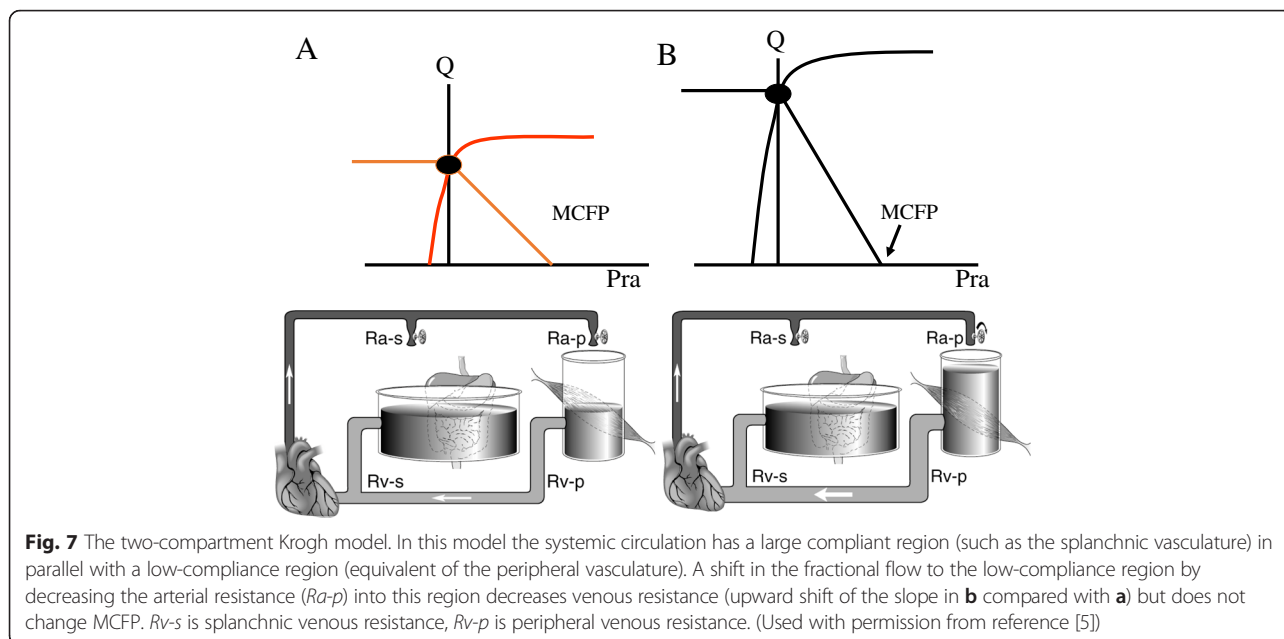 A
Q
MCFP
Pra
B
Q
MCFP
Pra
Ra-s
Ra-p
Rv-s
Rv-p
Ra-s
Ra-p
Rv-s
Rv-p
Fig. 7 The two-compartment Krogh model. In this model the systemic circulation has a large compliant region (such as the splanchnic vasculature) in
parallel with a low-compliance region (equivalent of the peripheral vasculature). A shift in the fractional flow to the low-compliance region by
decreasing the arterial resistance (Ra-p) into this region decreases venous resistance (upward shift of the slope in b compared with a) but does not
change MCFP. Rv-s is splanchnic venous resistance, Rv-p is peripheral venous resistance. (Used with permission from reference [5])